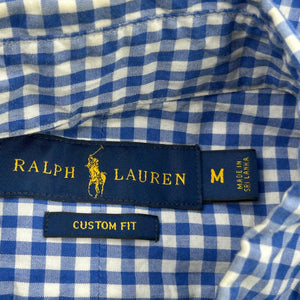 RALPH LAUREN
M
MADE IN
SRI LANKA
CUSTOM FIT